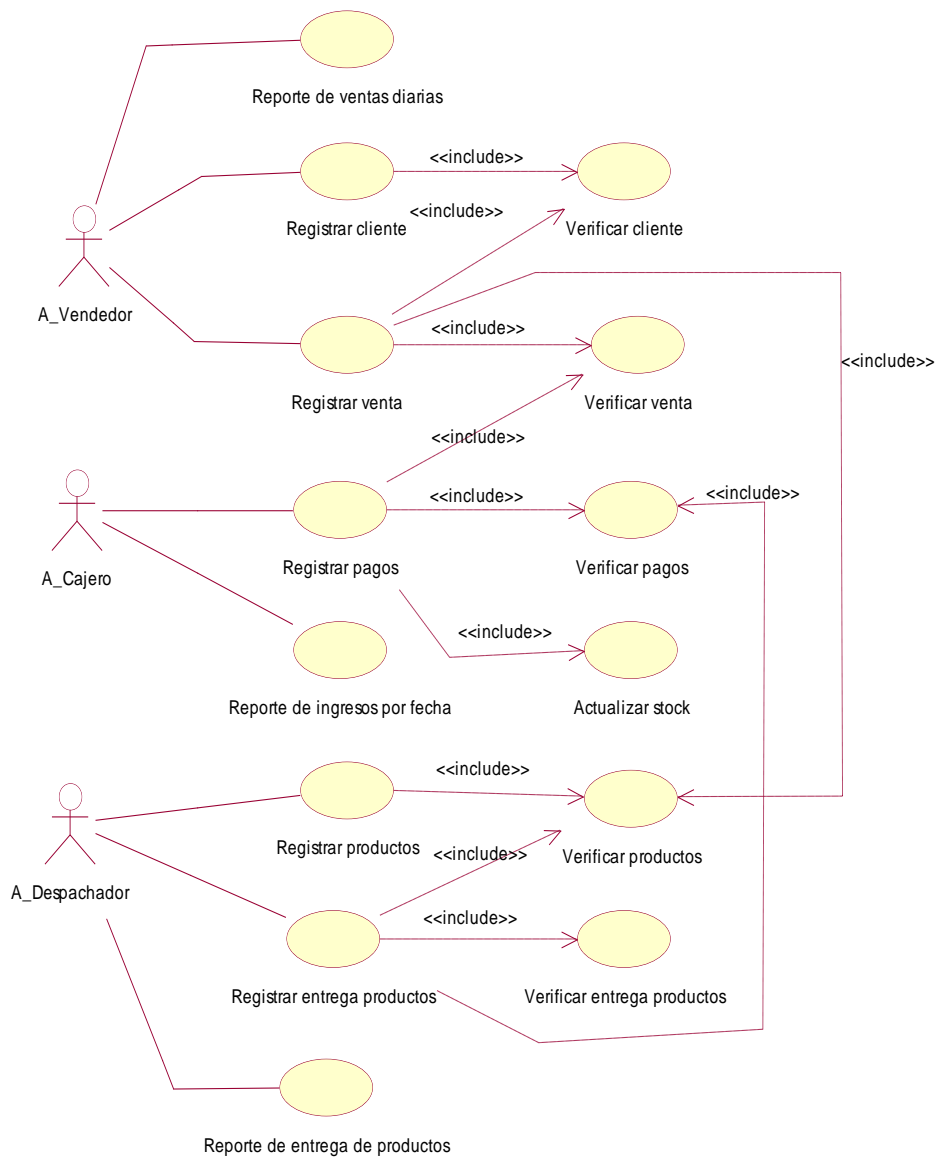 Reporte de ventas diarias
<<include>>
Registrar cliente
<<include>>
Verificar cliente
A_Vendedor
<<include>>
<<include>>
Registrar venta
Verificar venta
<<include>>
<<include>>
<<include>>
A_Cajero
Registrar pagos
Verificar pagos
<<include>>
Reporte de ingresos por fecha
Actualizar stock
<<include>>
Registrar productos
<<include>>
Verificar productos
A_Despachador
<<include>>
Registrar entrega productos
Verificar entrega productos
Reporte de entrega de productos